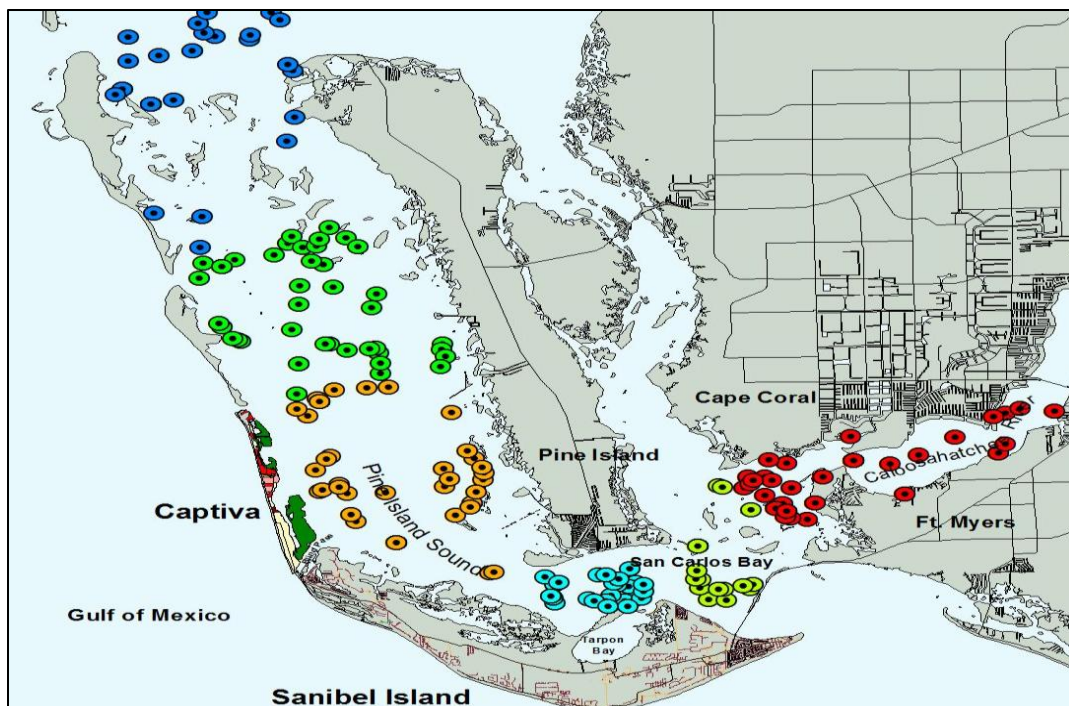 Cape Coral
Caloosahatchee River
Pine Island
Captiva
Pine Island Sound
Ft. Myers
San Carlos Bay
Gulf of Mexico
Tarpon
Bay
Sanibel Island